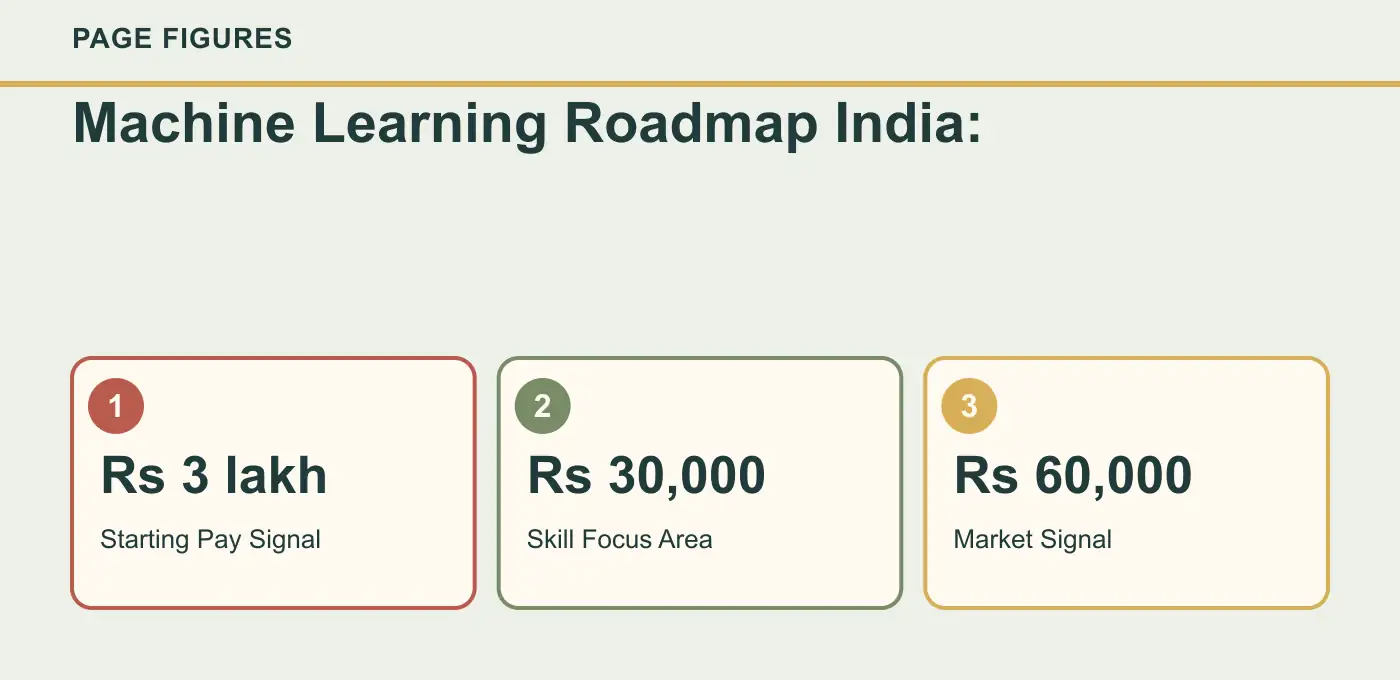 PAGE FIGURES
Machine Learning Roadmap India:
1
Rs 3 lakh
Starting Pay Signal
2
Rs 30,000
Skill Focus Area
3
Rs 60,000
Market Signal